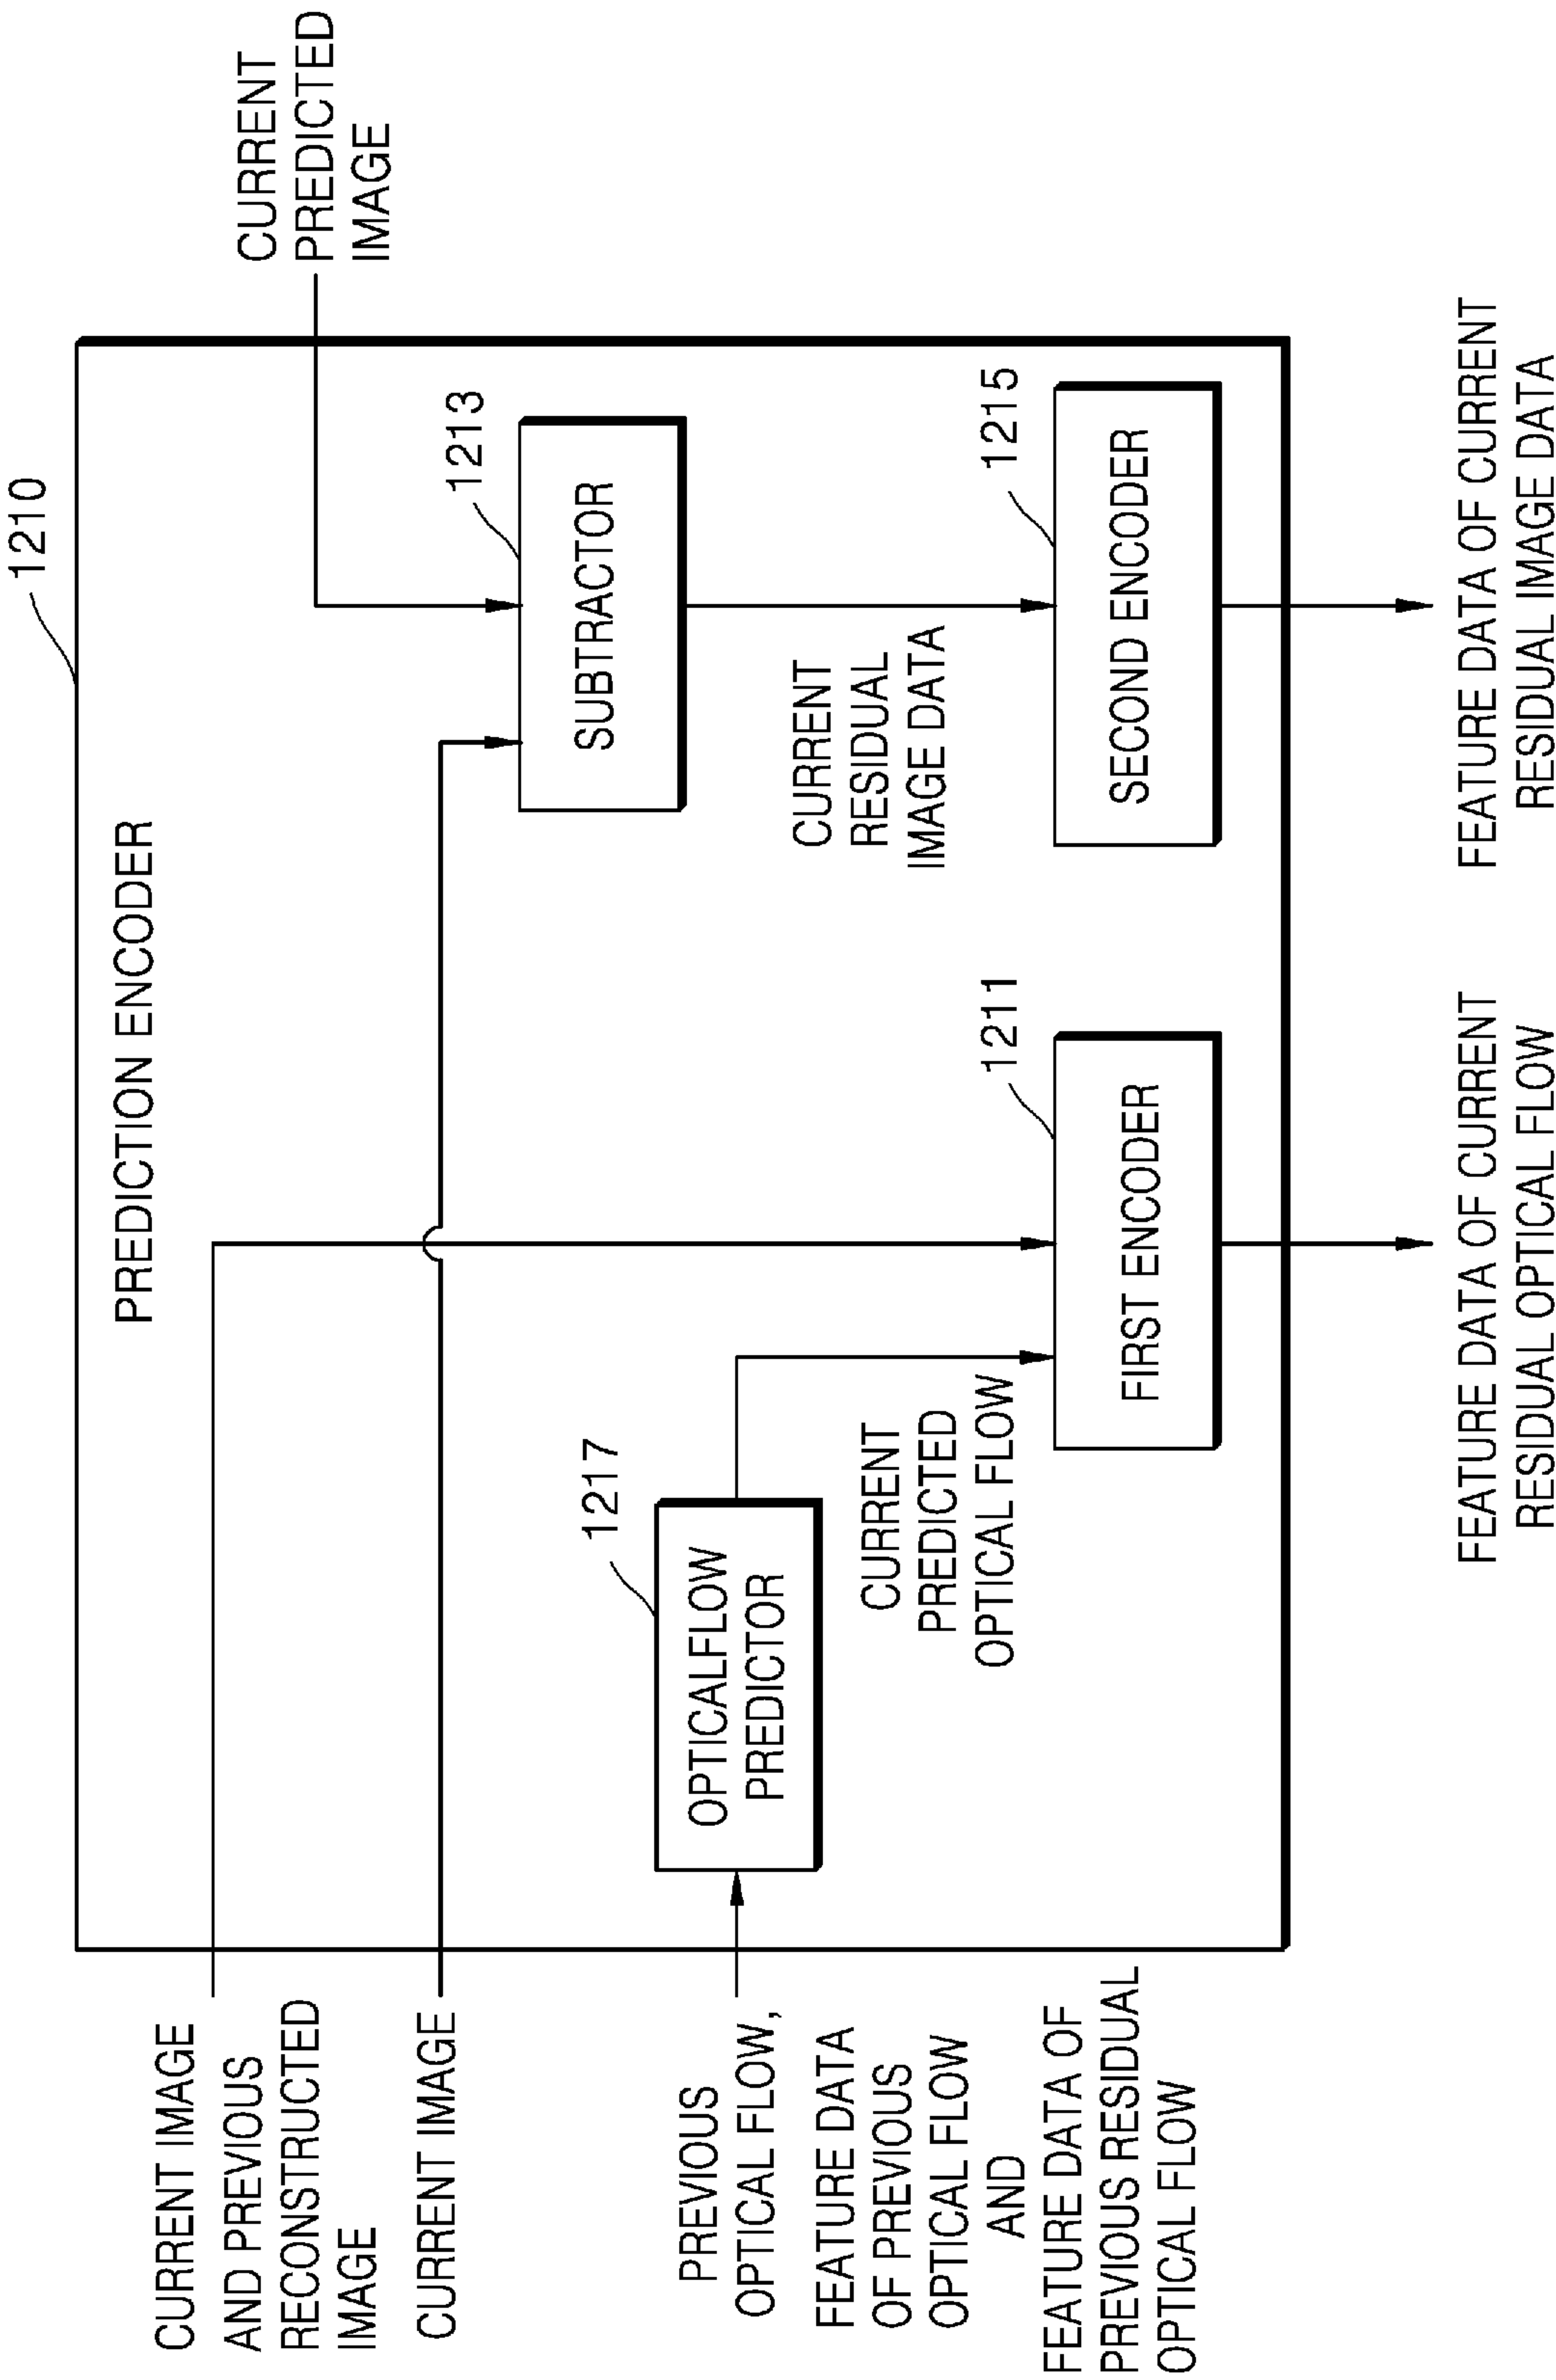 1210
PREDICTION ENCODER
CURRENT IMAGE
AND PREVIOUS
RECONSTRUCTED
IMAGE
CURRENT IMAGE
CURRENT
PREDICTED
IMAGE
1213
SUBTRACTOR
1217
OPTICALFLOW
PREDICTOR
PREVIOUS
OPTICAL FLOW,
FEATURE DATA
OF PREVIOUS
OPTICAL FLOW
AND
FEATURE DATA OF
PREVIOUS RESIDUAL
OPTICAL FLOW
CURRENT
PREDICTED
OPTICAL FLOW
CURRENT
RESIDUAL
IMAGE DATA
1211
FIRST ENCODER
1215
SECOND ENCODER
FEATURE DATA OF CURRENT
RESIDUAL OPTICAL FLOW
FEATURE DATA OF CURRENT
RESIDUAL IMAGE DATA